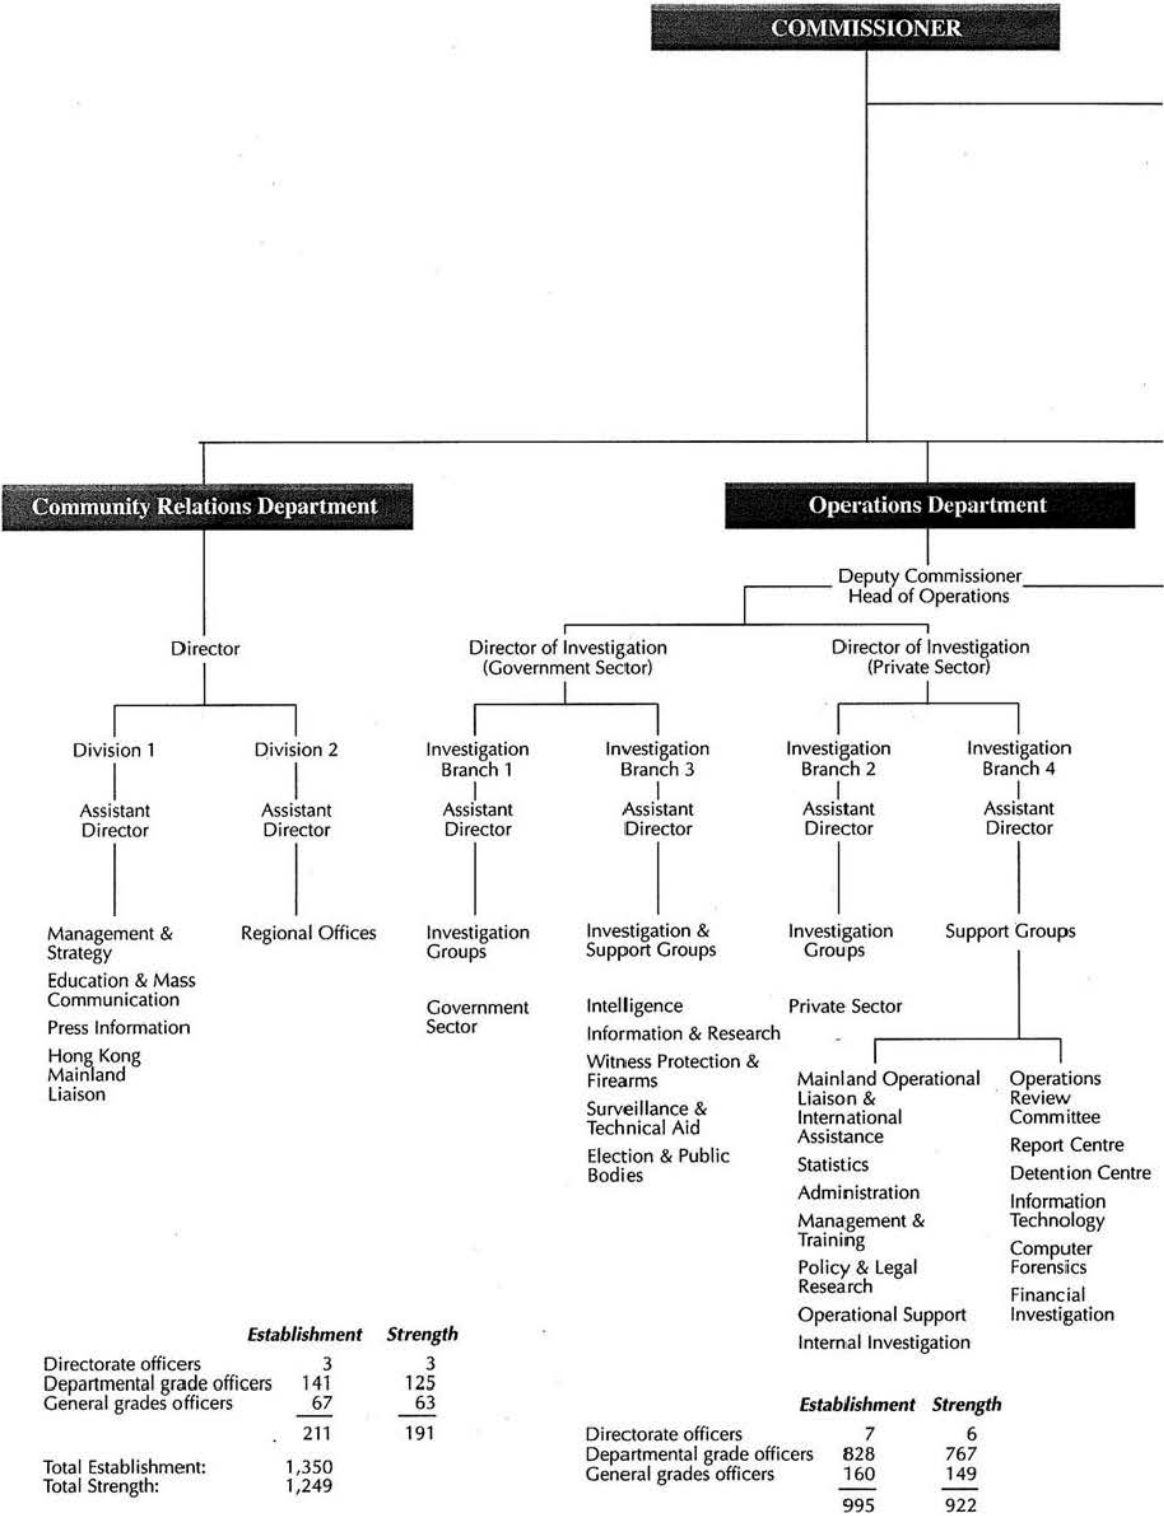 COMMISSIONER
Community Relations Department
Director
Division 1
Assistant
Director
Management &
Strategy
Education & Mass
Communication
Press Information
Hong Kong
Mainland
Liaison
Division 2
Assistant
Director
Regional Offices
Operations Department
Deputy Commissioner
Head of Operations
Director of Investigation
(Government Sector)
Investigation
Branch 1
Assistant
Director
Investigation
Groups
Government
Sector
Investigation
Branch 3
Assistant
Director
Investigation &
Support Groups
Intelligence
Information & Research
Witness Protection &
Firearms
Surveillance &
Technical Aid
Election & Public
Bodies
Director of Investigation
(Private Sector)
Investigation
Branch 2
Assistant
Director
Investigation
Groups
Private Sector
Investigation
Branch 4
Assistant
Director
Support Groups
Mainland Operational
Liaison &
International
Assistance
Statistics
Administration
Management &
Training
Policy & Legal
Research
Operational Support
Internal Investigation
Operations
Review
Committee
Report Centre
Detention Centre
Information
Technology
Computer
Forensics
Financial
Investigation
Establishment Strength
Directorate officers 3 3
Departmental grade officers 141 125
General grades officers 67 63
211 191
Total Establishment: 1,350
Total Strength: 1,249
Establishment Strength
Directorate officers 7 6
Departmental grade officers 828 767
General grades officers 160 149
995 922